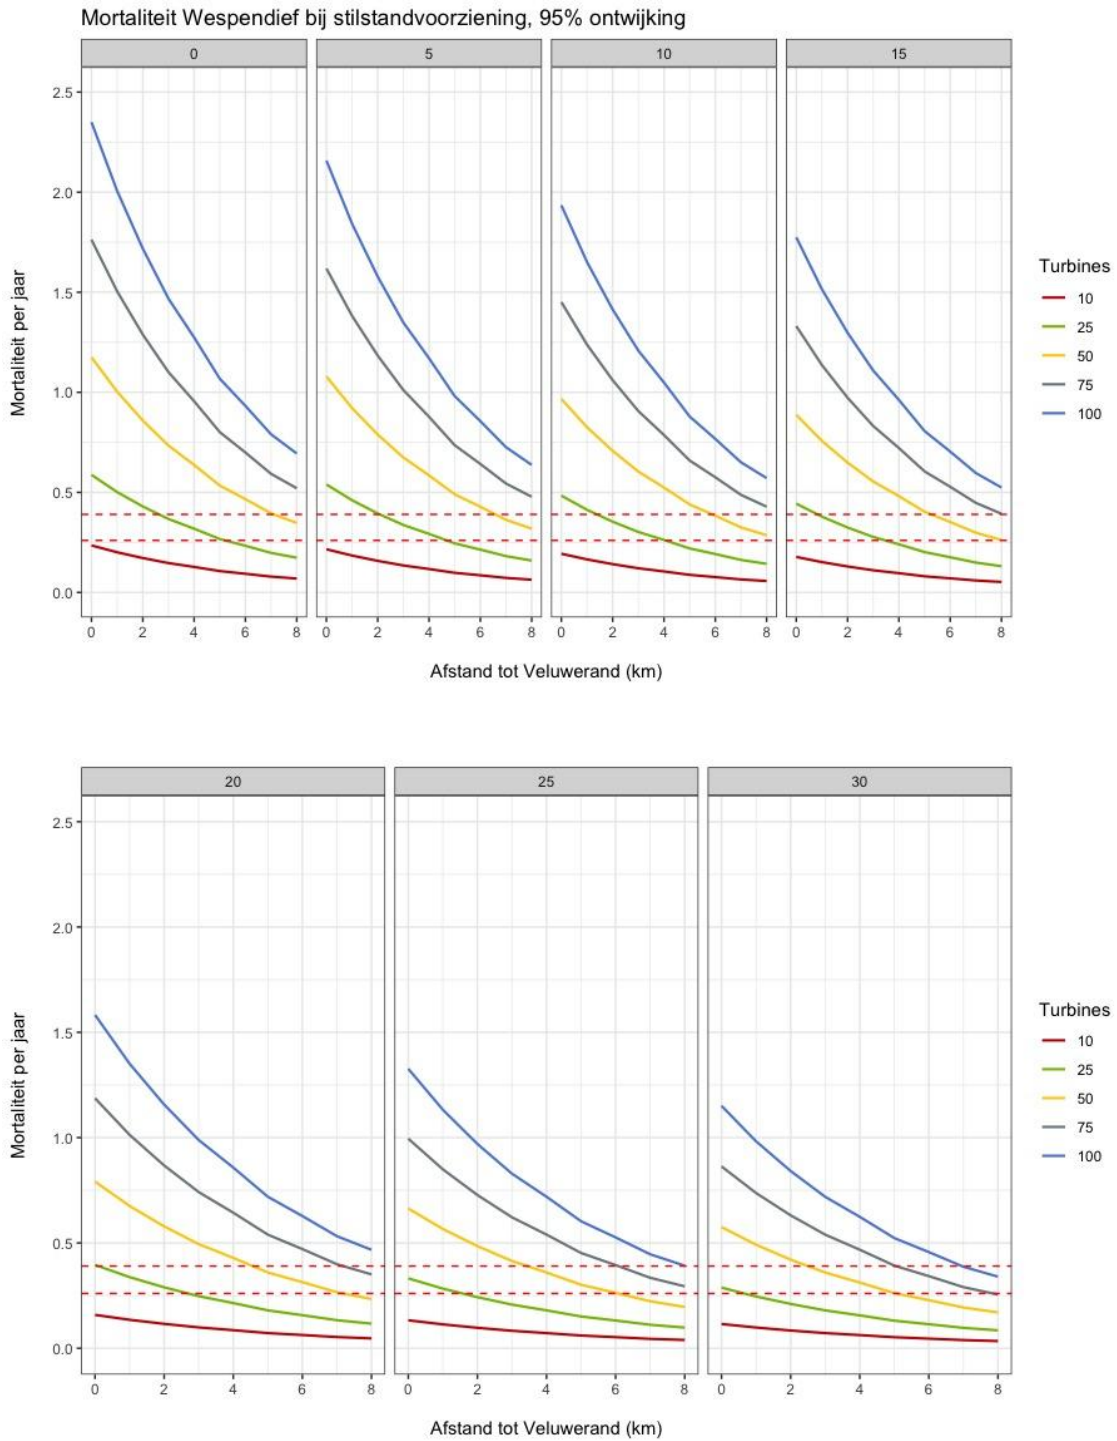 Mortaliteit Wespendief bij stilstandvoorziening, 95% ontwijking
0 5 10 15
2.5
2.0
1.5
1.0
0.5
0.0
Mortaliteit per jaar
0 2 4 6 8 0 2 4 6 8 0 2 4 6 8 0 2 4 6 8
Afstand tot Veluwerand (km)
Turbines
10
25
50
75
100
20 25 30
2.5
2.0
1.5
1.0
0.5
0.0
Mortaliteit per jaar
0 2 4 6 8 0 2 4 6 8 0 2 4 6 8
Afstand tot Veluwerand (km)
Turbines
10
25
50
75
100